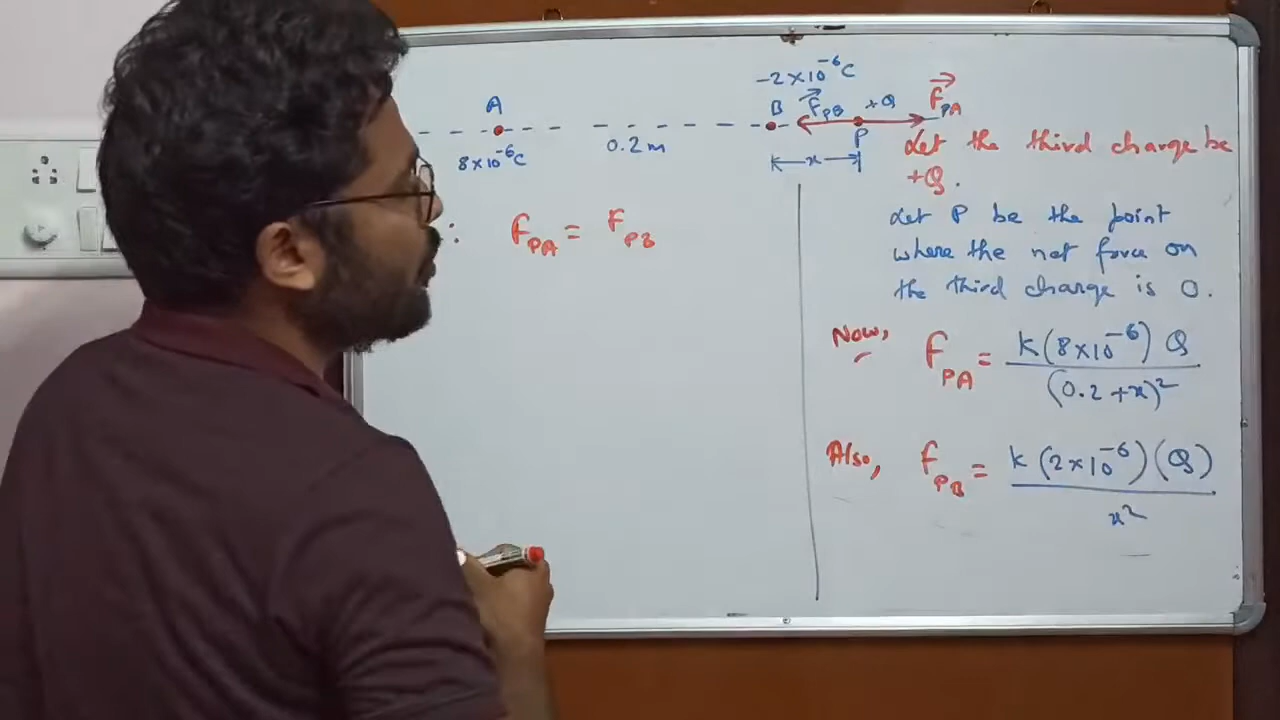 -2×10⁻⁶C
A B F⃗PB +Q F⃗PA
8×10⁻⁶C 0.2m x P
Let the third charge be
+Q.
Let P be the point
where the net force on
the third charge is 0.
∴ FPA = FPB
Now, FPA = K(8×10⁻⁶) Q
(0.2+x)²
Also, FPB = K(2×10⁻⁶)(Q)
x²